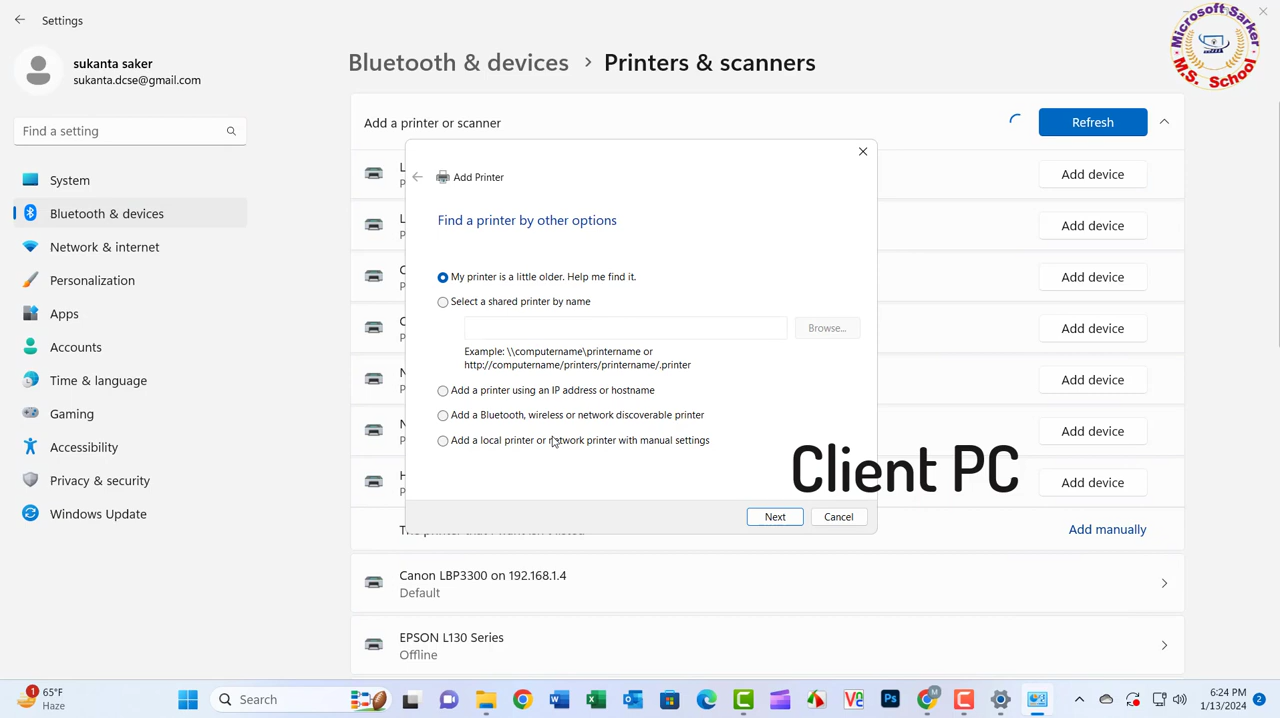 Settings
Microsoft Sarker
M.S. School
sukanta saker
sukanta.dcse@gmail.com
Find a setting
System
Bluetooth & devices
Network & internet
Personalization
Apps
Accounts
Time & language
Gaming
Accessibility
Privacy & security
Windows Update
Bluetooth & devices > Printers & scanners
Add a printer or scanner
Refresh
Add device
Add device
Add device
Add device
Add device
Add device
Add device
Add Printer
Find a printer by other options
My printer is a little older. Help me find it.
Select a shared printer by name
Browse...
Example: \\computername\printername or
http://computername/printers/printername/.printer
Add a printer using an IP address or hostname
Add a Bluetooth, wireless or network discoverable printer
Add a local printer or network printer with manual settings
Client PC
Next
Cancel
Add manually
Canon LBP3300 on 192.168.1.4
Default
EPSON L130 Series
Offline
1
65°F
Haze
Search
6:24 PM
1/13/2024
2